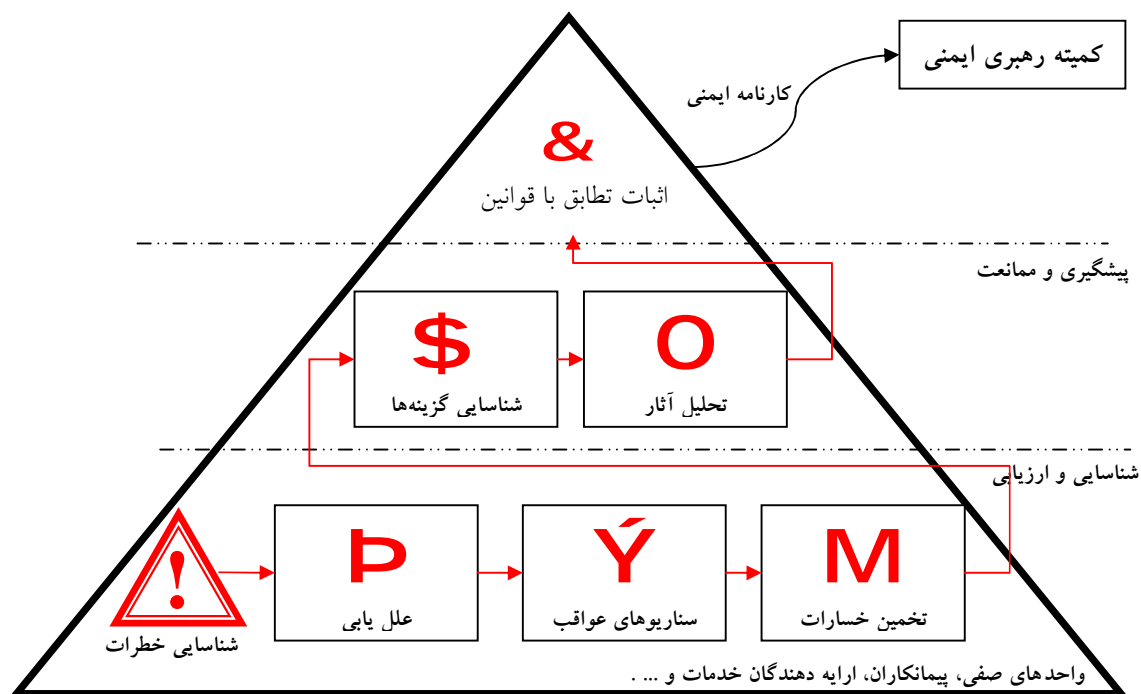 کمیته رهبری ایمنی
کارنامه ایمنی
&
اثبات تطابق با قوانین
پیشگیری و ممانعت
$
شناسایی گزینه‌ها
O
تحلیل آثار
شناسایی و ارزیابی
!
شناسایی خطرات
Þ
علل یابی
Ý
سناریوهای عواقب
M
تخمین خسارات
واحدهای صفی، پیمانکاران، ارایه دهندگان خدمات و ... .